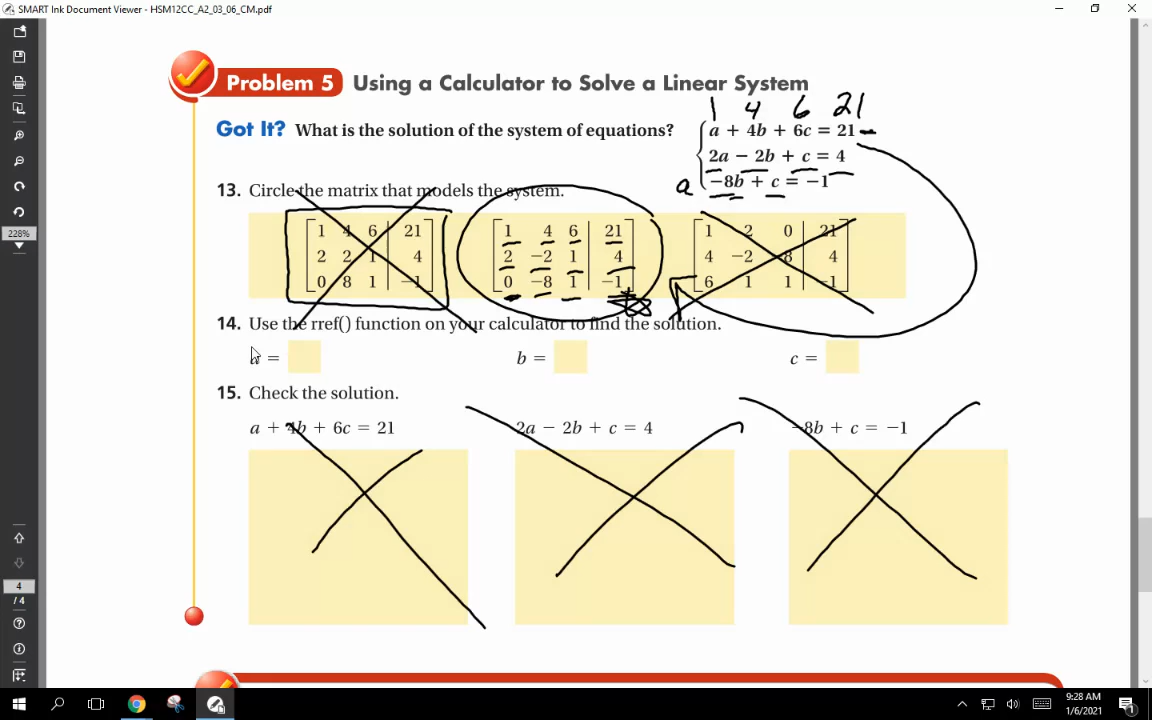 SMART Ink Document Viewer - HSM12CC_A2_03_06_CM.pdf
Problem 5 Using a Calculator to Solve a Linear System
1 4 6 21
Got It? What is the solution of the system of equations?
a + 4b + 6c = 21
2a − 2b + c = 4
a −8b + c = −1
13. Circle the matrix that models the system.
1 4 6 21 1 4 6 21 1 2 0 21
2 2 1 4 2 −2 1 4 4 −2 8 4
0 8 1 −1 0 −8 1 −1 6 1 1 −1
14. Use the rref() function on your calculator to find the solution.
a = b = c =
15. Check the solution.
a + 4b + 6c = 21 2a − 2b + c = 4 −8b + c = −1
228%
4
/ 4
9:28 AM
1/6/2021
1